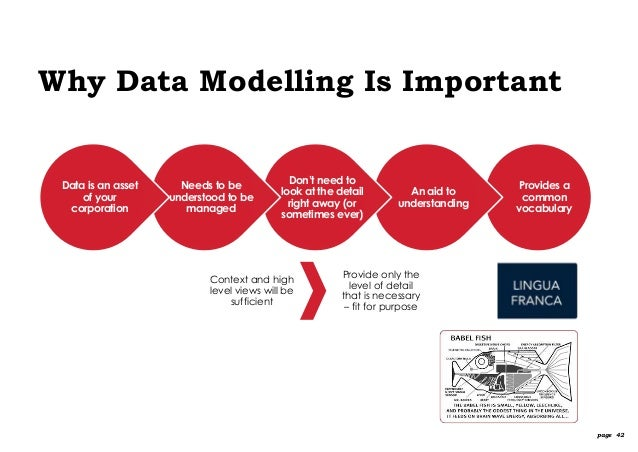 Why Data Modelling Is Important
Data is an asset
of your
corporation
Needs to be
understood to be
managed
Don't need to
look at the detail
right away (or
sometimes ever)
An aid to
understanding
Provides a
common
vocabulary
Context and high
level views will be
sufficient
Provide only the
level of detail
that is necessary
– fit for purpose
LINGUA
FRANCA
BABEL FISH
THE BABEL FISH IS SMALL, YELLOW, LEECHLIKE,
AND PROBABLY THE ODDEST THING IN THE UNIVERSE.
IT FEEDS ON BRAIN WAVE ENERGY, ABSORBING ALL...
page 42